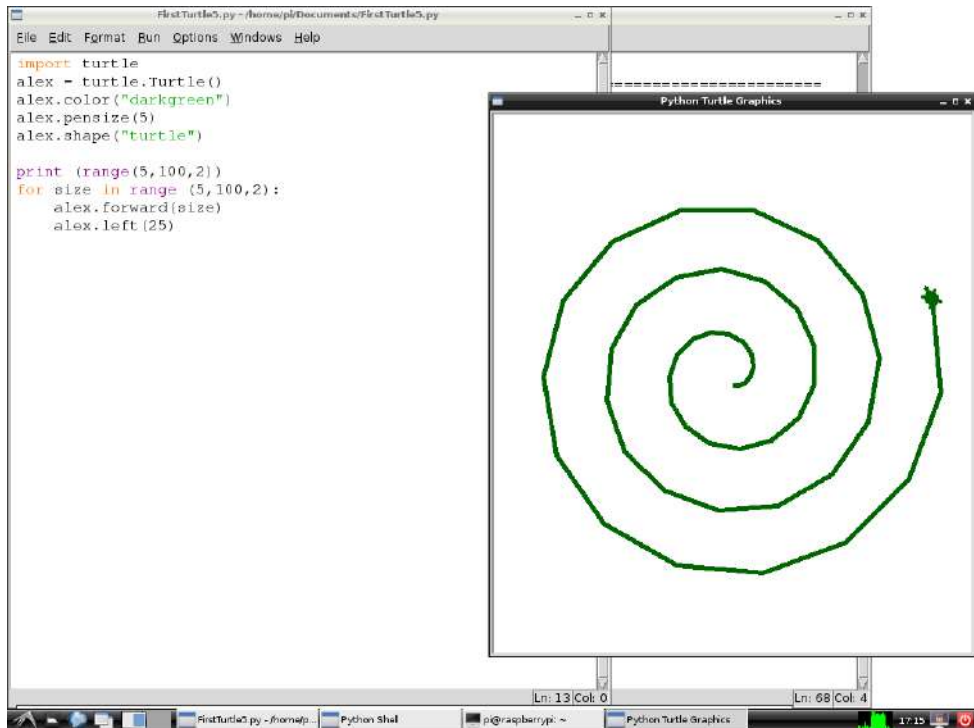 FirstTurtle5.py - /home/pi/Documents/FirstTurtle5.py
File Edit Format Run Options Windows Help
import turtle
alex = turtle.Turtle()
alex.color("darkgreen")
alex.pensize(5)
alex.shape("turtle")
print (range(5,100,2))
for size in range (5,100,2):
    alex.forward(size)
    alex.left(25)
========================
Python Turtle Graphics
Ln: 13 Col: 0
Ln: 68 Col: 4
FirstTurtle5.py - /home/p...
Python Shell
pi@raspberrypi: ~
Python Turtle Graphics
17:15